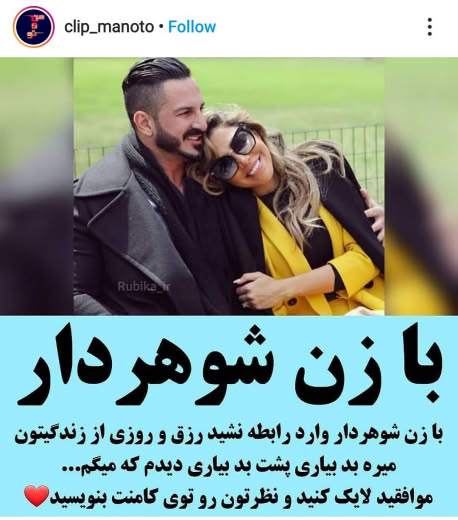 clip_manoto • Follow
Rubika_ir
با زن شوهردار
با زن شوهردار وارد رابطه نشید رزق و روزی از زندگیتون
میره بد بیاری پشت بد بیاری دیدم که میگم...
موافقید لایک کنید و نظرتون رو توی کامنت بنویسید❤️